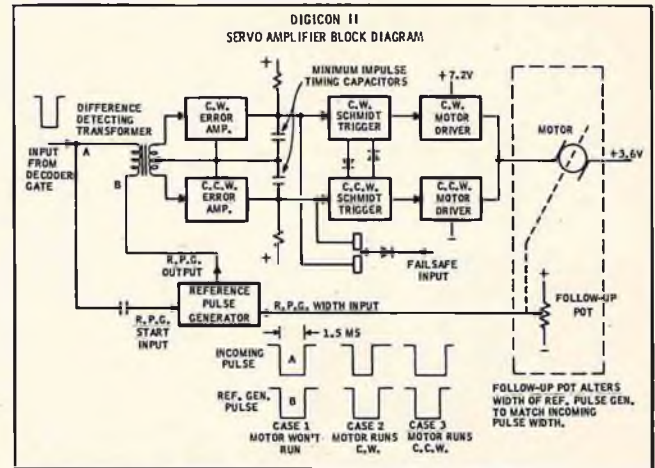 DIGICON II
SERVO AMPLIFIER BLOCK DIAGRAM
DIFFERENCE
DETECTING
TRANSFORMER
INPUT
FROM
DECODER
GATE
A
B
C.W.
ERROR
AMP.
C.C.W.
ERROR
AMP.
+
+
MINIMUM IMPULSE
TIMING CAPACITORS
C.W.
SCHMIDT
TRIGGER
C.C.W.
SCHMIDT
TRIGGER
+7.2V
C.W.
MOTOR
DRIVER
C.C.W.
MOTOR
DRIVER
−
MOTOR
+3.6V
FAILSAFE
INPUT
R.P.G.
OUTPUT
REFERENCE
PULSE
GENERATOR
R.P.G.
START
INPUT
R.P.G. WIDTH INPUT
+
FOLLOW-UP
POT
−
1.5 MS
INCOMING
PULSE
A
REF. GEN.
PULSE
B
CASE 1
MOTOR WON'T
RUN
CASE 2
MOTOR RUNS
C.W.
CASE 3
MOTOR RUNS
C.C.W.
FOLLOW-UP POT ALTERS
WIDTH OF REF. PULSE GEN.
TO MATCH INCOMING
PULSE WIDTH.